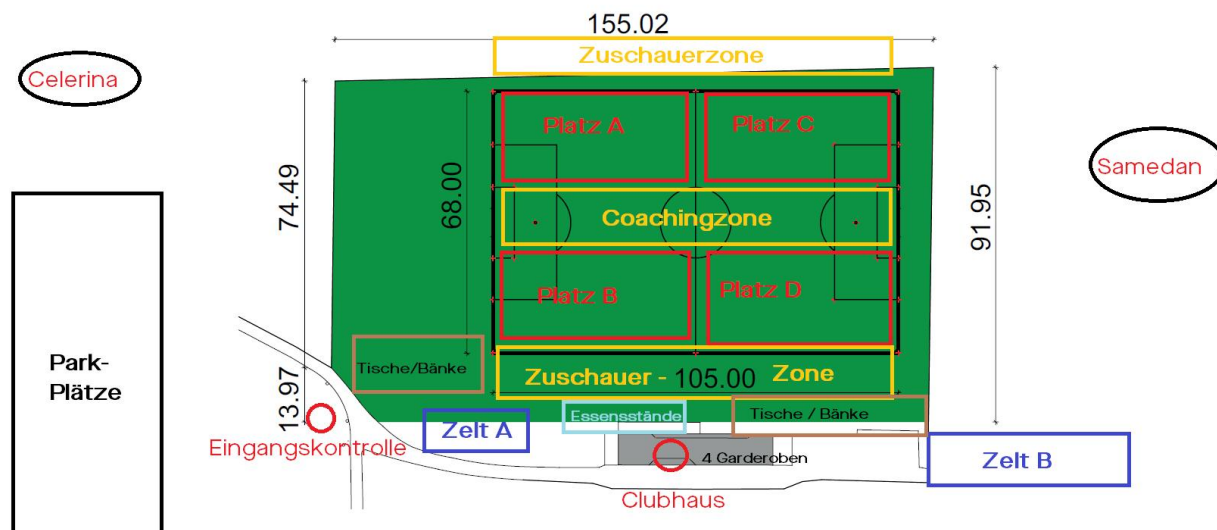 155.02
Zuschauerzone
Celerina
Platz A
Platz C
Samedan
74.49
68.00
91.95
Coachingzone
Platz B
Platz D
Park-
Plätze
Tische/Bänke
Zuschauer - 105.00 Zone
13.97
Essensstände
Tische / Bänke
Zelt A
Eingangskontrolle
4 Garderoben
Zelt B
Clubhaus